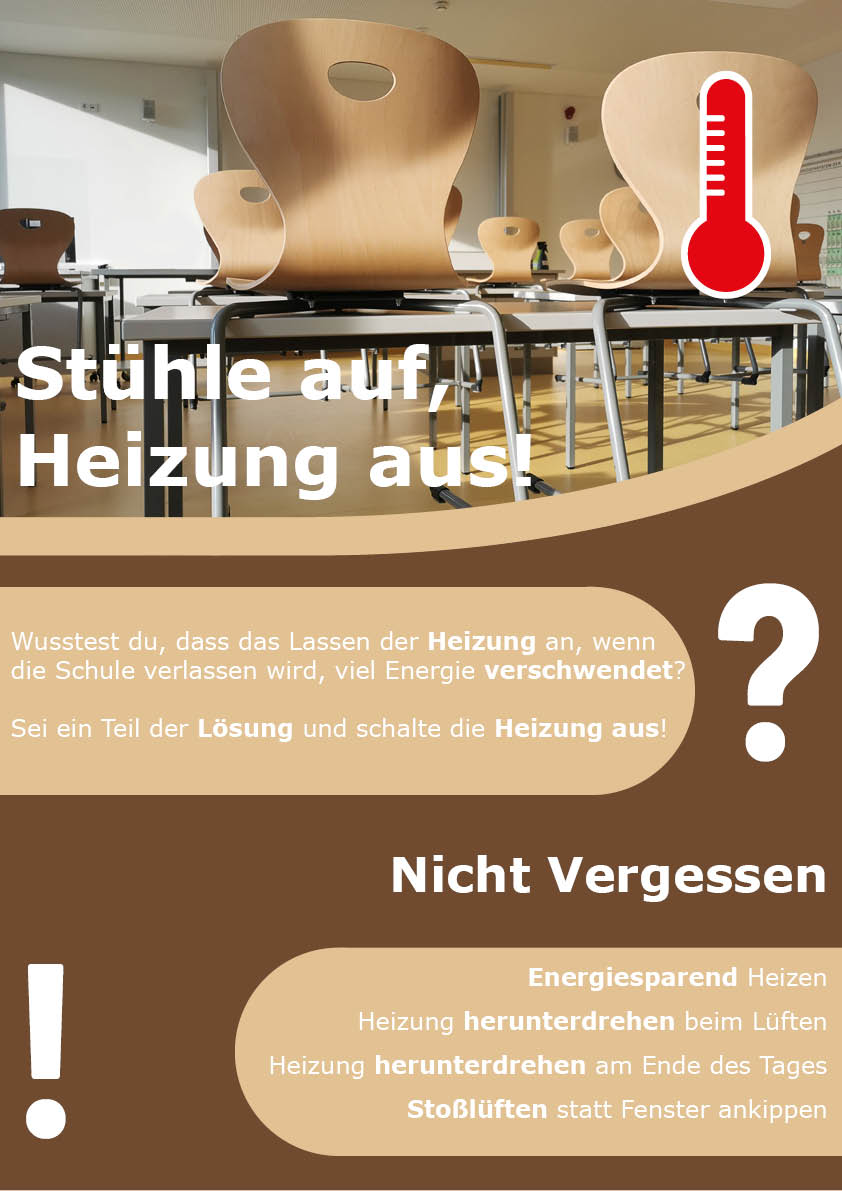 Stühle auf,
Heizung aus!
Wusstest du, dass das Lassen der Heizung an, wenn
die Schule verlassen wird, viel Energie verschwendet?
Sei ein Teil der Lösung und schalte die Heizung aus!
?
Nicht Vergessen
!
Energiesparend Heizen
Heizung herunterdrehen beim Lüften
Heizung herunterdrehen am Ende des Tages
Stoßlüften statt Fenster ankippen